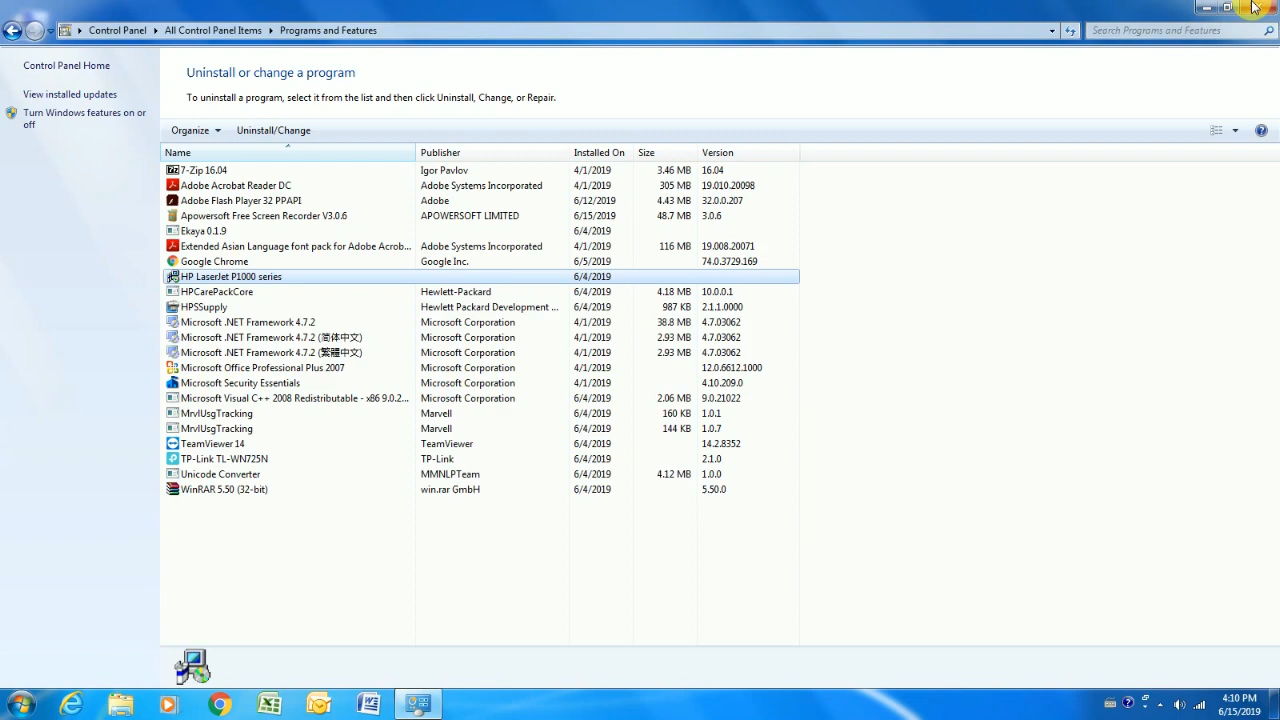 Control Panel ▸ All Control Panel Items ▸ Programs and Features
Search Programs and Features
Control Panel Home
View installed updates
Turn Windows features on or
off
Uninstall or change a program
To uninstall a program, select it from the list and then click Uninstall, Change, or Repair.
Organize Uninstall/Change
Name Publisher Installed On Size Version
7-Zip 16.04 Igor Pavlov 4/1/2019 3.46 MB 16.04
Adobe Acrobat Reader DC Adobe Systems Incorporated 4/1/2019 305 MB 19.010.20098
Adobe Flash Player 32 PPAPI Adobe 6/12/2019 4.43 MB 32.0.0.207
Apowersoft Free Screen Recorder V3.0.6 APOWERSOFT LIMITED 6/15/2019 48.7 MB 3.0.6
Ekaya 0.1.9 6/4/2019
Extended Asian Language font pack for Adobe Acrob... Adobe Systems Incorporated 4/1/2019 116 MB 19.008.20071
Google Chrome Google Inc. 6/5/2019 74.0.3729.169
HP LaserJet P1000 series 6/4/2019
HPCarePackCore Hewlett-Packard 6/4/2019 4.18 MB 10.0.0.1
HPSSupply Hewlett Packard Development ... 6/4/2019 987 KB 2.1.1.0000
Microsoft .NET Framework 4.7.2 Microsoft Corporation 4/1/2019 38.8 MB 4.7.03062
Microsoft .NET Framework 4.7.2 (简体中文) Microsoft Corporation 4/1/2019 2.93 MB 4.7.03062
Microsoft .NET Framework 4.7.2 (繁體中文) Microsoft Corporation 4/1/2019 2.93 MB 4.7.03062
Microsoft Office Professional Plus 2007 Microsoft Corporation 4/1/2019 12.0.6612.1000
Microsoft Security Essentials Microsoft Corporation 4/1/2019 4.10.209.0
Microsoft Visual C++ 2008 Redistributable - x86 9.0.2... Microsoft Corporation 6/4/2019 2.06 MB 9.0.21022
MrvlUsgTracking Marvell 6/4/2019 160 KB 1.0.1
MrvlUsgTracking Marvell 6/4/2019 144 KB 1.0.7
TeamViewer 14 TeamViewer 6/4/2019 14.2.8352
TP-Link TL-WN725N TP-Link 6/4/2019 2.1.0
Unicode Converter MMNLPTeam 6/4/2019 4.12 MB 1.0.0
WinRAR 5.50 (32-bit) win.rar GmbH 6/4/2019 5.50.0
4:10 PM
6/15/2019